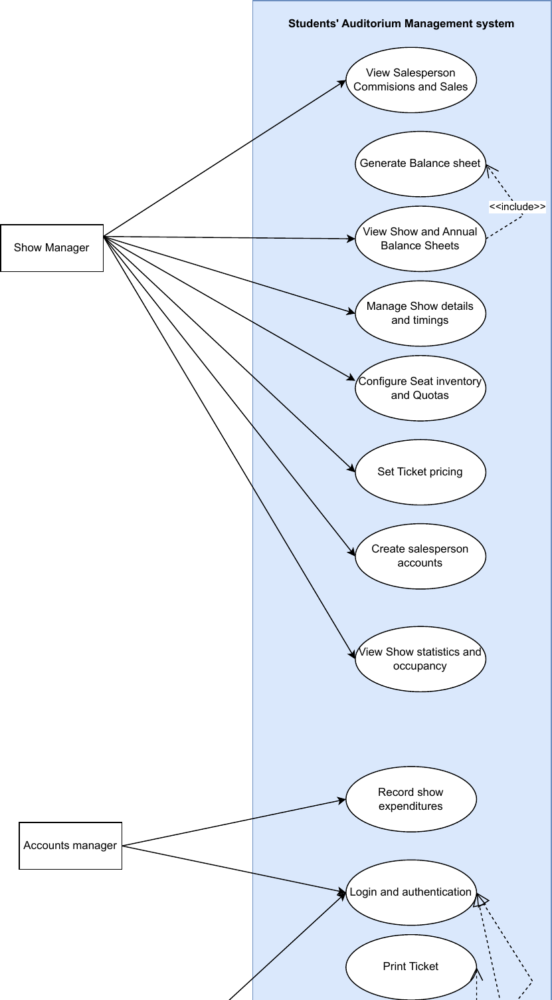 Students' Auditorium Management system
View Salesperson
Commisions and Sales
Generate Balance sheet
<<include>>
View Show and Annual
Balance Sheets
Show Manager
Manage Show details
and timings
Configure Seat inventory
and Quotas
Set Ticket pricing
Create salesperson
accounts
View Show statistics and
occupancy
Record show
expenditures
Accounts manager
Login and authentication
Print Ticket